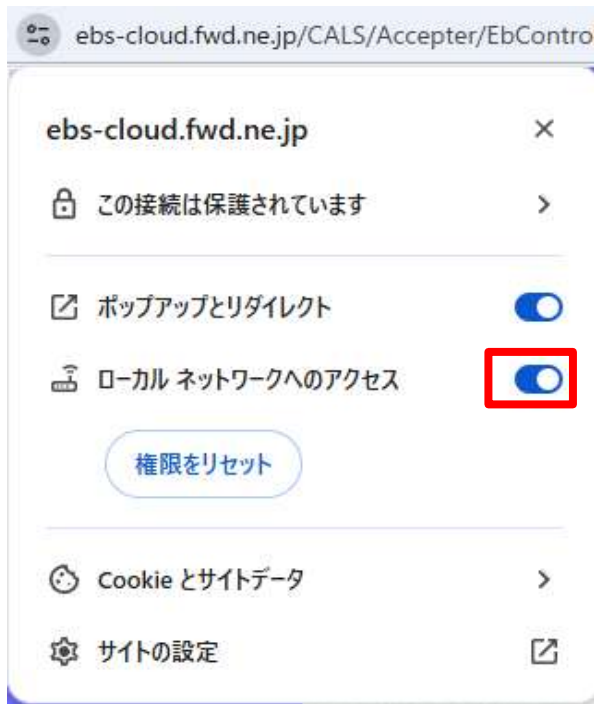 ebs-cloud.fwd.ne.jp/CALS/Accepter/EbContro
ebs-cloud.fwd.ne.jp
この接続は保護されています
ポップアップとリダイレクト
ローカル ネットワークへのアクセス
権限をリセット
Cookie とサイトデータ
サイトの設定